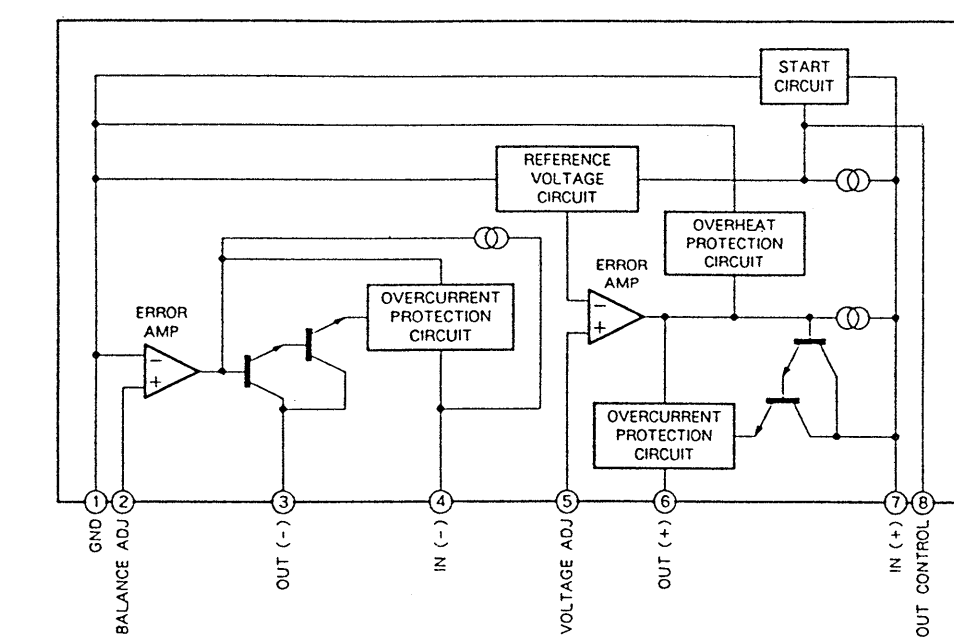 START
CIRCUIT
REFERENCE
VOLTAGE
CIRCUIT
OVERHEAT
PROTECTION
CIRCUIT
ERROR
AMP
−
+
OVERCURRENT
PROTECTION
CIRCUIT
ERROR
AMP
−
+
OVERCURRENT
PROTECTION
CIRCUIT
1
2
3
4
5
6
7
8
GND
BALANCE ADJ
OUT (-)
IN (-)
VOLTAGE ADJ
OUT (+)
IN (+)
OUT CONTROL